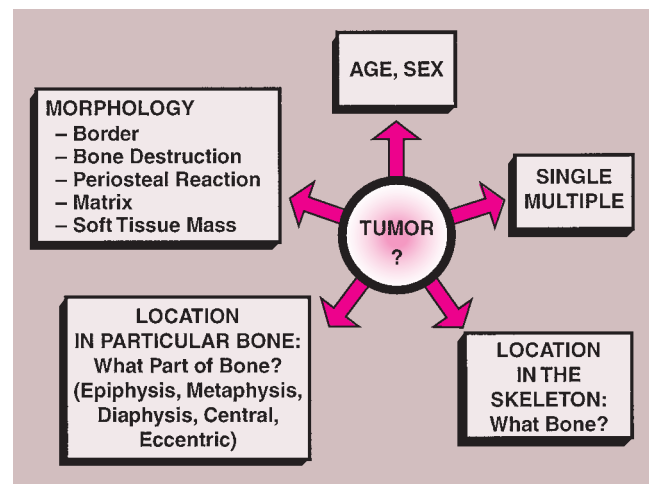 AGE, SEX
MORPHOLOGY
– Border
– Bone Destruction
– Periosteal Reaction
– Matrix
– Soft Tissue Mass
SINGLE
MULTIPLE
TUMOR
?
LOCATION
IN PARTICULAR BONE:
What Part of Bone?
(Epiphysis, Metaphysis,
Diaphysis, Central,
Eccentric)
LOCATION
IN THE
SKELETON:
What Bone?